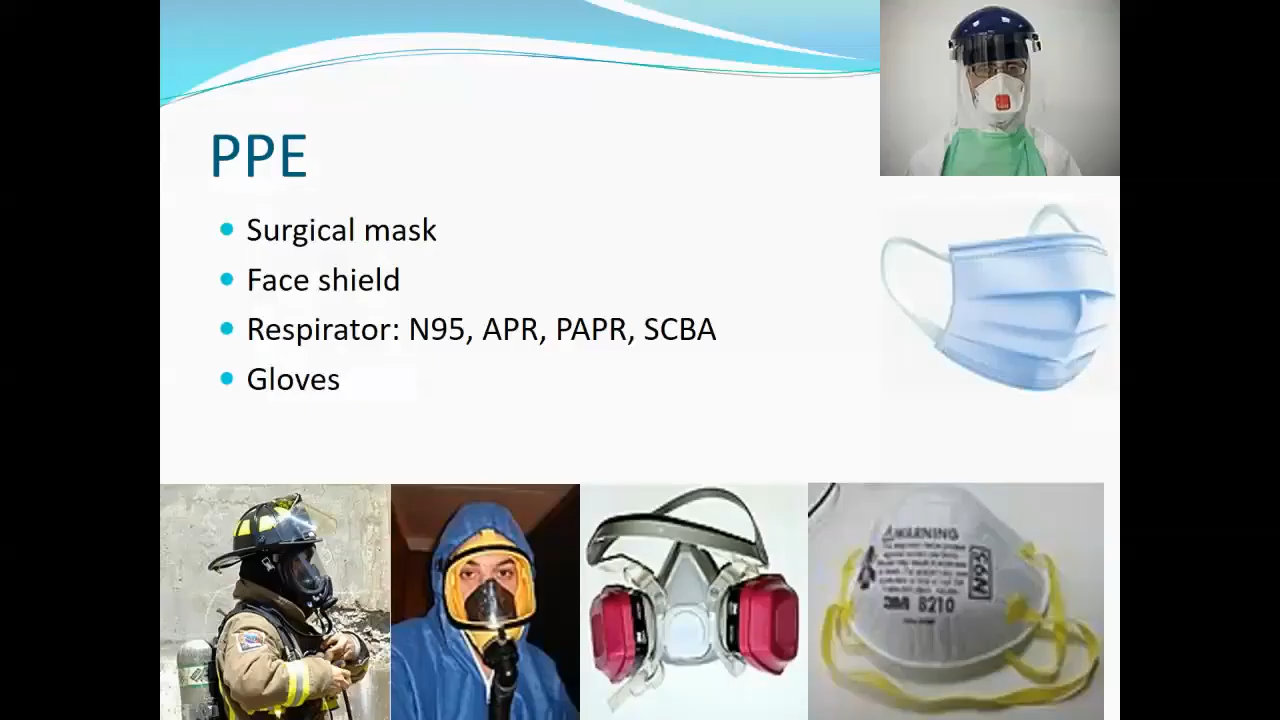 PPE
Surgical mask
Face shield
Respirator: N95, APR, PAPR, SCBA
Gloves
WARNING
N95
3M 8210